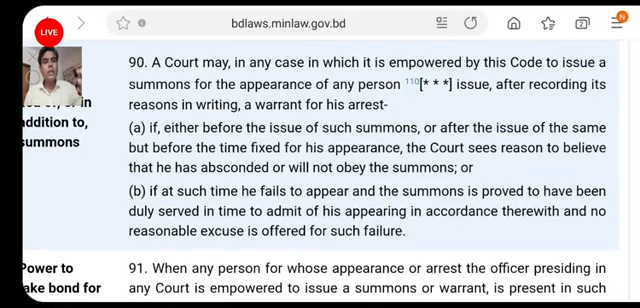 LIVE
bdlaws.minlaw.gov.bd
2
N
90. A Court may, in any case in which it is empowered by this Code to issue a
summons for the appearance of any person 110[* * *] issue, after recording its
in
reasons in writing, a warrant for his arrest-
ddition to,
(a) if, either before the issue of such summons, or after the issue of the same
summons
but before the time fixed for his appearance, the Court sees reason to believe
that he has absconded or will not obey the summons; or
(b) if at such time he fails to appear and the summons is proved to have been
duly served in time to admit of his appearing in accordance therewith and no
reasonable excuse is offered for such failure.
Power to
91. When any person for whose appearance or arrest the officer presiding in
ake bond for
any Court is empowered to issue a summons or warrant, is present in such